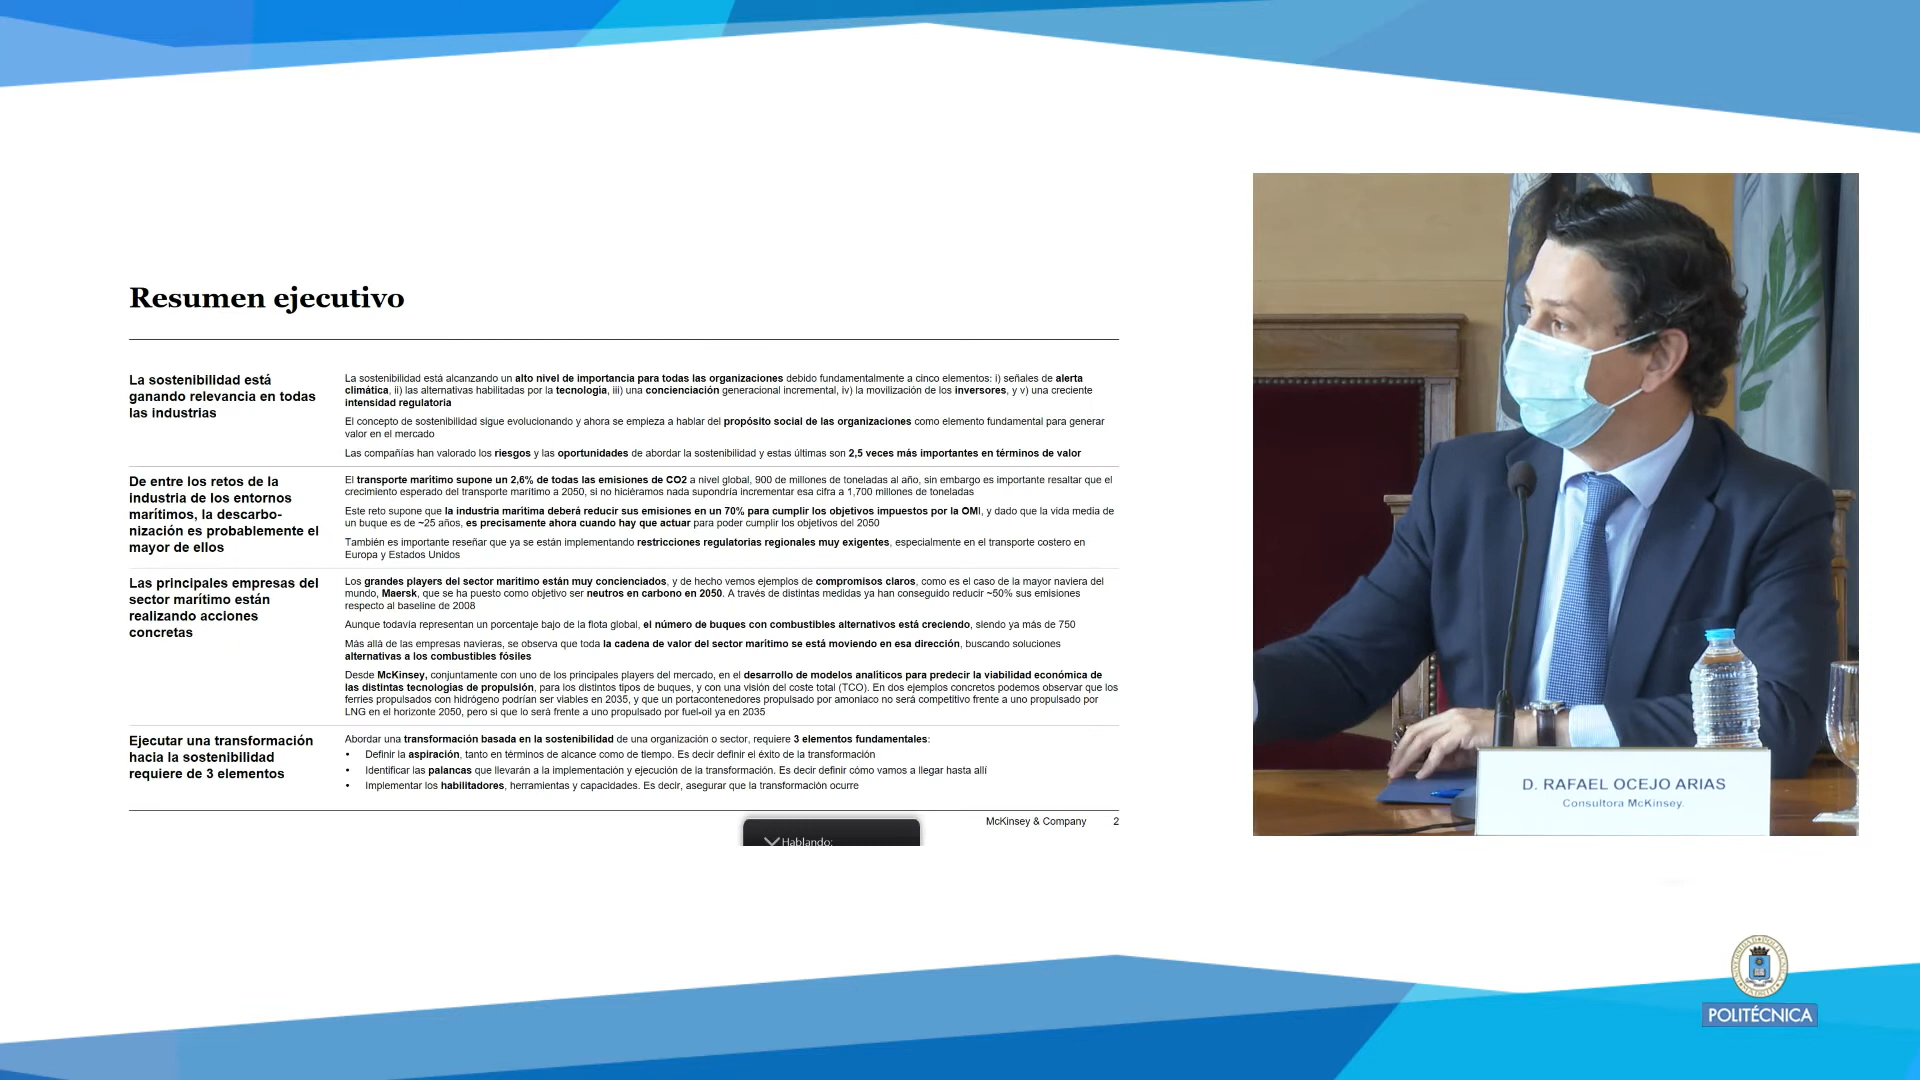 Resumen ejecutivo
La sostenibilidad está
ganando relevancia en todas
las industrias
La sostenibilidad está alcanzando un alto nivel de importancia para todas las organizaciones debido fundamentalmente a cinco elementos: i) señales de alerta
climática, ii) las alternativas habilitadas por la tecnología, iii) una concienciación generacional incremental, iv) la movilización de los inversores, y v) una creciente
intensidad regulatoria
El concepto de sostenibilidad sigue evolucionando y ahora se empieza a hablar del propósito social de las organizaciones como elemento fundamental para generar
valor en el mercado
Las compañías han valorado los riesgos y las oportunidades de abordar la sostenibilidad y estas últimas son 2,5 veces más importantes en términos de valor
De entre los retos de la
industria de los entornos
marítimos, la descarbo-
nización es probablemente el
mayor de ellos
El transporte marítimo supone un 2,6% de todas las emisiones de CO2 a nivel global, 900 de millones de toneladas al año, sin embargo es importante resaltar que el
crecimiento esperado del transporte marítimo a 2050, si no hiciéramos nada supondría incrementar esa cifra a 1,700 millones de toneladas
Este reto supone que la industria marítima deberá reducir sus emisiones en un 70% para cumplir los objetivos impuestos por la OMI, y dado que la vida media de
un buque es de ~25 años, es precisamente ahora cuando hay que actuar para poder cumplir los objetivos del 2050
También es importante reseñar que ya se están implementando restricciones regulatorias regionales muy exigentes, especialmente en el transporte costero en
Europa y Estados Unidos
Las principales empresas del
sector marítimo están
realizando acciones
concretas
Los grandes players del sector marítimo están muy concienciados, y de hecho vemos ejemplos de compromisos claros, como es el caso de la mayor naviera del
mundo, Maersk, que se ha puesto como objetivo ser neutros en carbono en 2050. A través de distintas medidas ya han conseguido reducir ~50% sus emisiones
respecto al baseline de 2008
Aunque todavía representan un porcentaje bajo de la flota global, el número de buques con combustibles alternativos está creciendo, siendo ya más de 750
Más allá de las empresas navieras, se observa que toda la cadena de valor del sector marítimo se está moviendo en esa dirección, buscando soluciones
alternativas a los combustibles fósiles
Desde McKinsey, conjuntamente con uno de los principales players del mercado, en el desarrollo de modelos analíticos para predecir la viabilidad económica de
las distintas tecnologías de propulsión, para los distintos tipos de buques, y con una visión del coste total (TCO). En dos ejemplos concretos podemos observar que los
ferries propulsados con hidrógeno podrían ser viables en 2035, y que un portacontenedores propulsado por amoniaco no será competitivo frente a uno propulsado por
LNG en el horizonte 2050, pero si que lo será frente a uno propulsado por fuel-oil ya en 2035
Ejecutar una transformación
hacia la sostenibilidad
requiere de 3 elementos
Abordar una transformación basada en la sostenibilidad de una organización o sector, requiere 3 elementos fundamentales:
• Definir la aspiración, tanto en términos de alcance como de tiempo. Es decir definir el éxito de la transformación
• Identificar las palancas que llevarán a la implementación y ejecución de la transformación. Es decir definir cómo vamos a llegar hasta allí
• Implementar los habilitadores, herramientas y capacidades. Es decir, asegurar que la transformación ocurre
McKinsey & Company 2
Hablando:
D. RAFAEL OCEJO ARIAS
Consultora McKinsey.
POLITÉCNICA